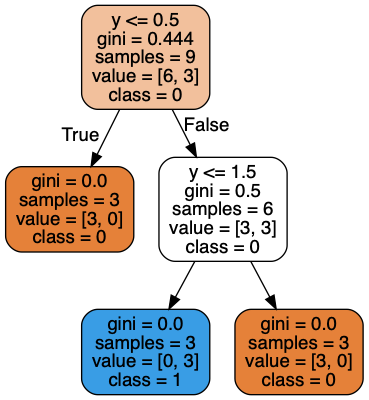 y <= 0.5
gini = 0.444
samples = 9
value = [6, 3]
class = 0
True
False
gini = 0.0
samples = 3
value = [3, 0]
class = 0
y <= 1.5
gini = 0.5
samples = 6
value = [3, 3]
class = 0
gini = 0.0
samples = 3
value = [0, 3]
class = 1
gini = 0.0
samples = 3
value = [3, 0]
class = 0